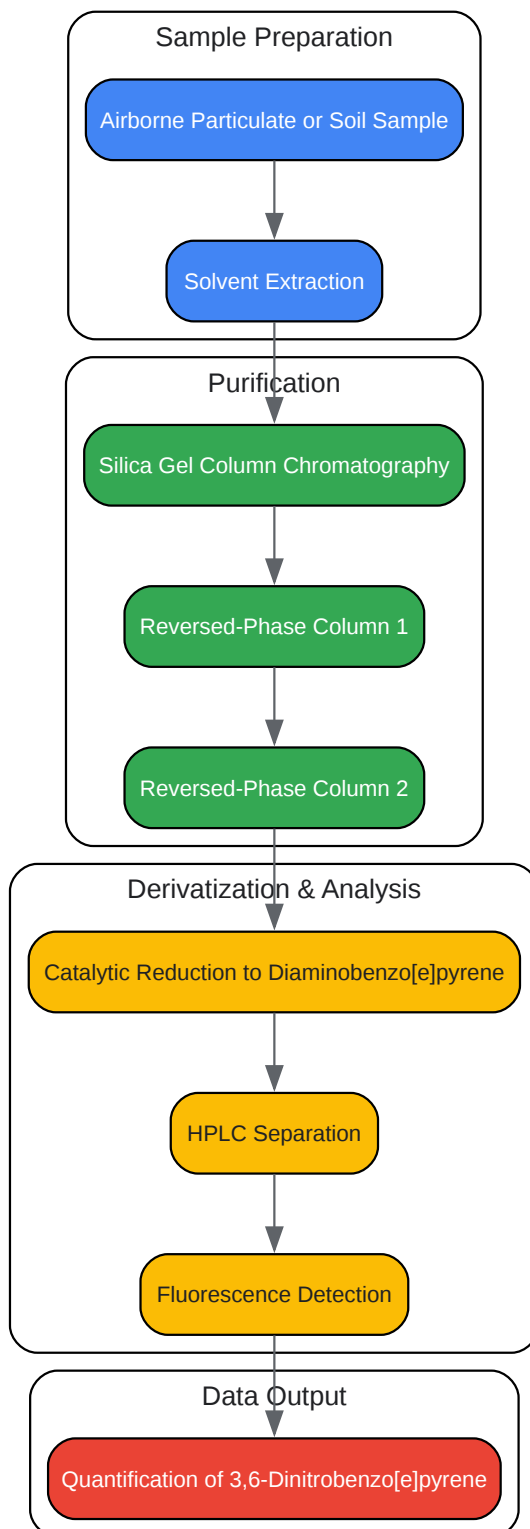 Sample Preparation
Airborne Particulate or Soil Sample
Solvent Extraction
Purification
Silica Gel Column Chromatography
Reversed-Phase Column 1
Reversed-Phase Column 2
Derivatization & Analysis
Catalytic Reduction to Diaminobenzo[e]pyrene
HPLC Separation
Fluorescence Detection
Data Output
Quantification of 3,6-Dinitrobenzo[e]pyrene